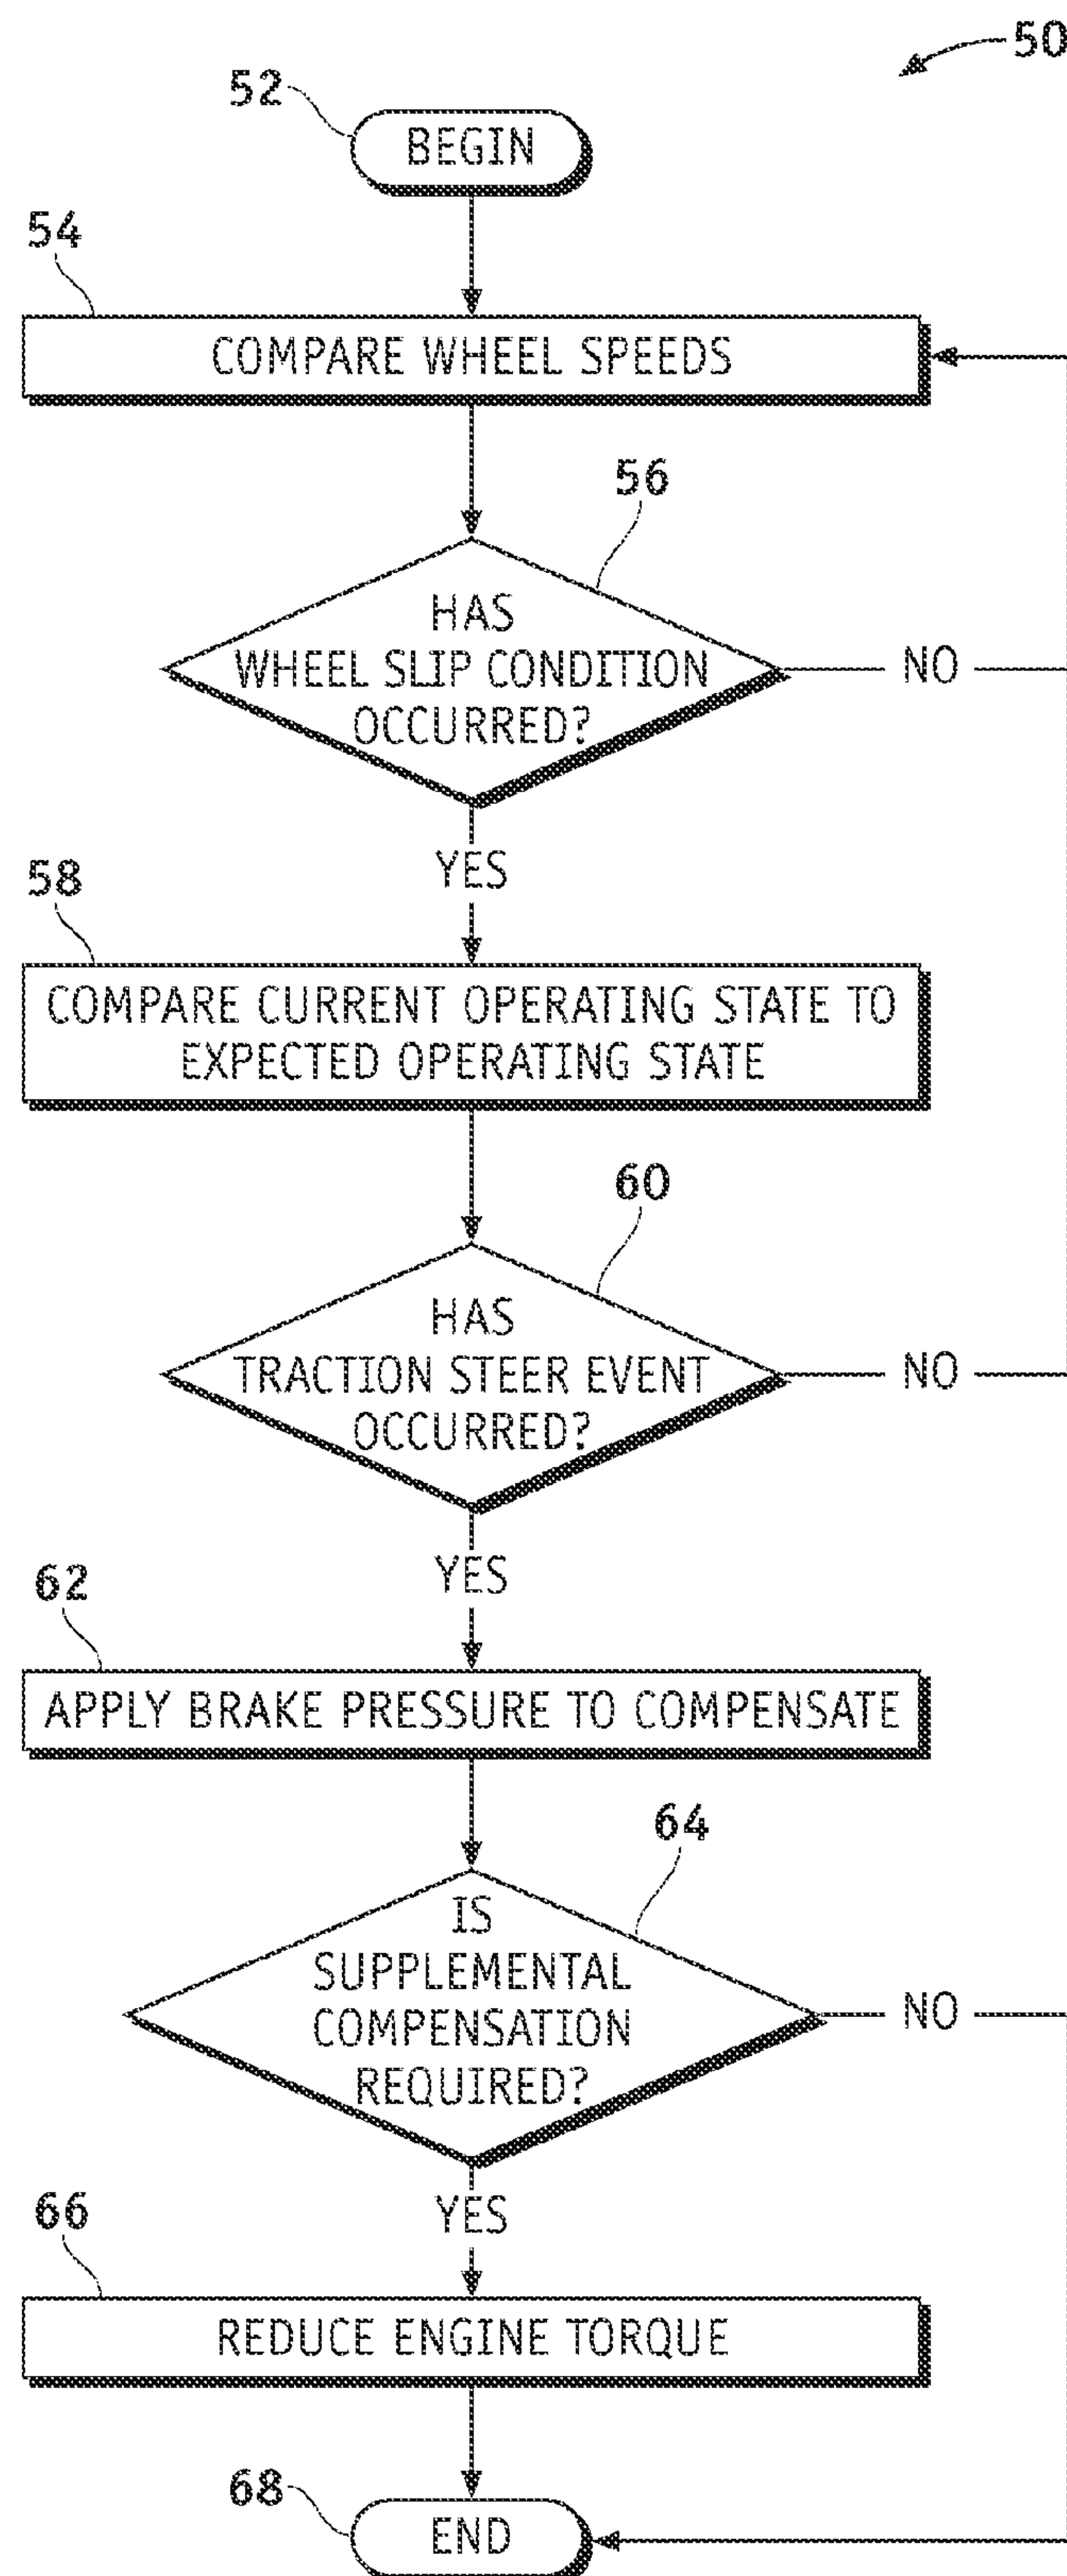 50
52
BEGIN
54
COMPARE WHEEL SPEEDS
56
HAS
WHEEL SLIP CONDITION
OCCURRED?
NO
YES
58
COMPARE CURRENT OPERATING STATE TO
EXPECTED OPERATING STATE
60
HAS
TRACTION STEER EVENT
OCCURRED?
NO
YES
62
APPLY BRAKE PRESSURE TO COMPENSATE
64
IS
SUPPLEMENTAL
COMPENSATION
REQUIRED?
NO
YES
66
REDUCE ENGINE TORQUE
68
END